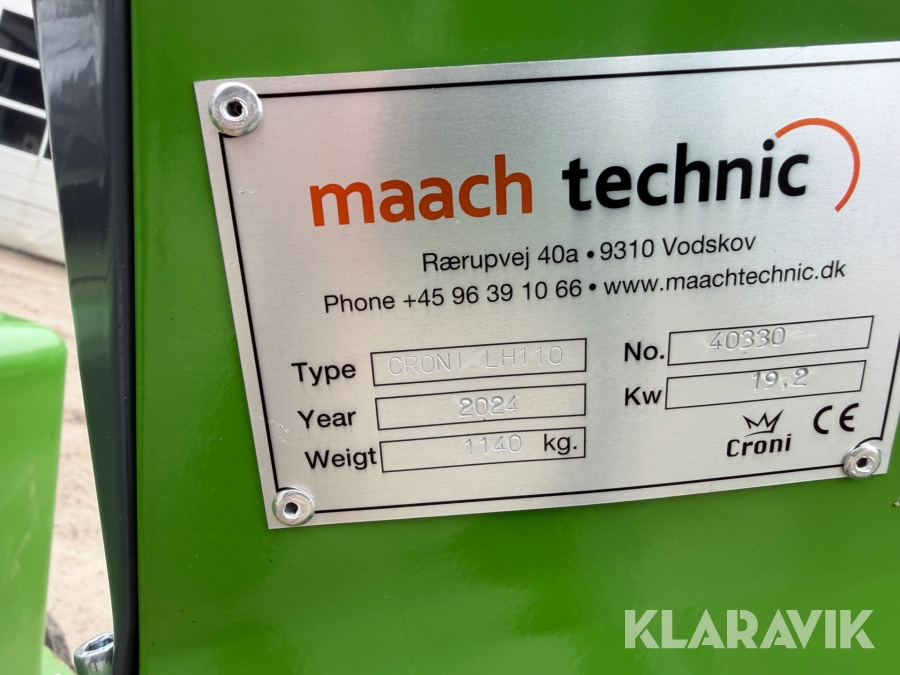 maach technic
Rærupvej 40a • 9310 Vodskov
Phone +45 96 39 10 66 • www.maachtechnic.dk
Type CRONI LH110
No. 40330
Year 2024
Kw 19,2
Weigt 1140 kg.
Croni CE
KLARAVIK